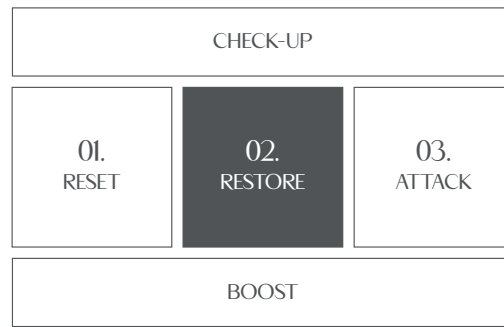 CHECK-UP
01.
RESET
02.
RESTORE
03.
ATTACK
BOOST